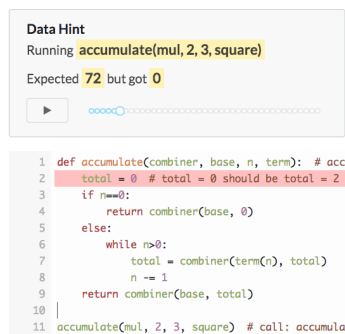 Data Hint
Running accumulate(mul, 2, 3, square)
Expected 72 but got 0
1 def accumulate(combiner, base, n, term): # acc
2 total = 0 # total = 0 should be total = 2
3 if n==0:
4 return combiner(base, 0)
5 else:
6 while n>0:
7 total = combiner(term(n), total)
8 n -= 1
9 return combiner(base, total)
10
11 accumulate(mul, 2, 3, square) # call: accumula